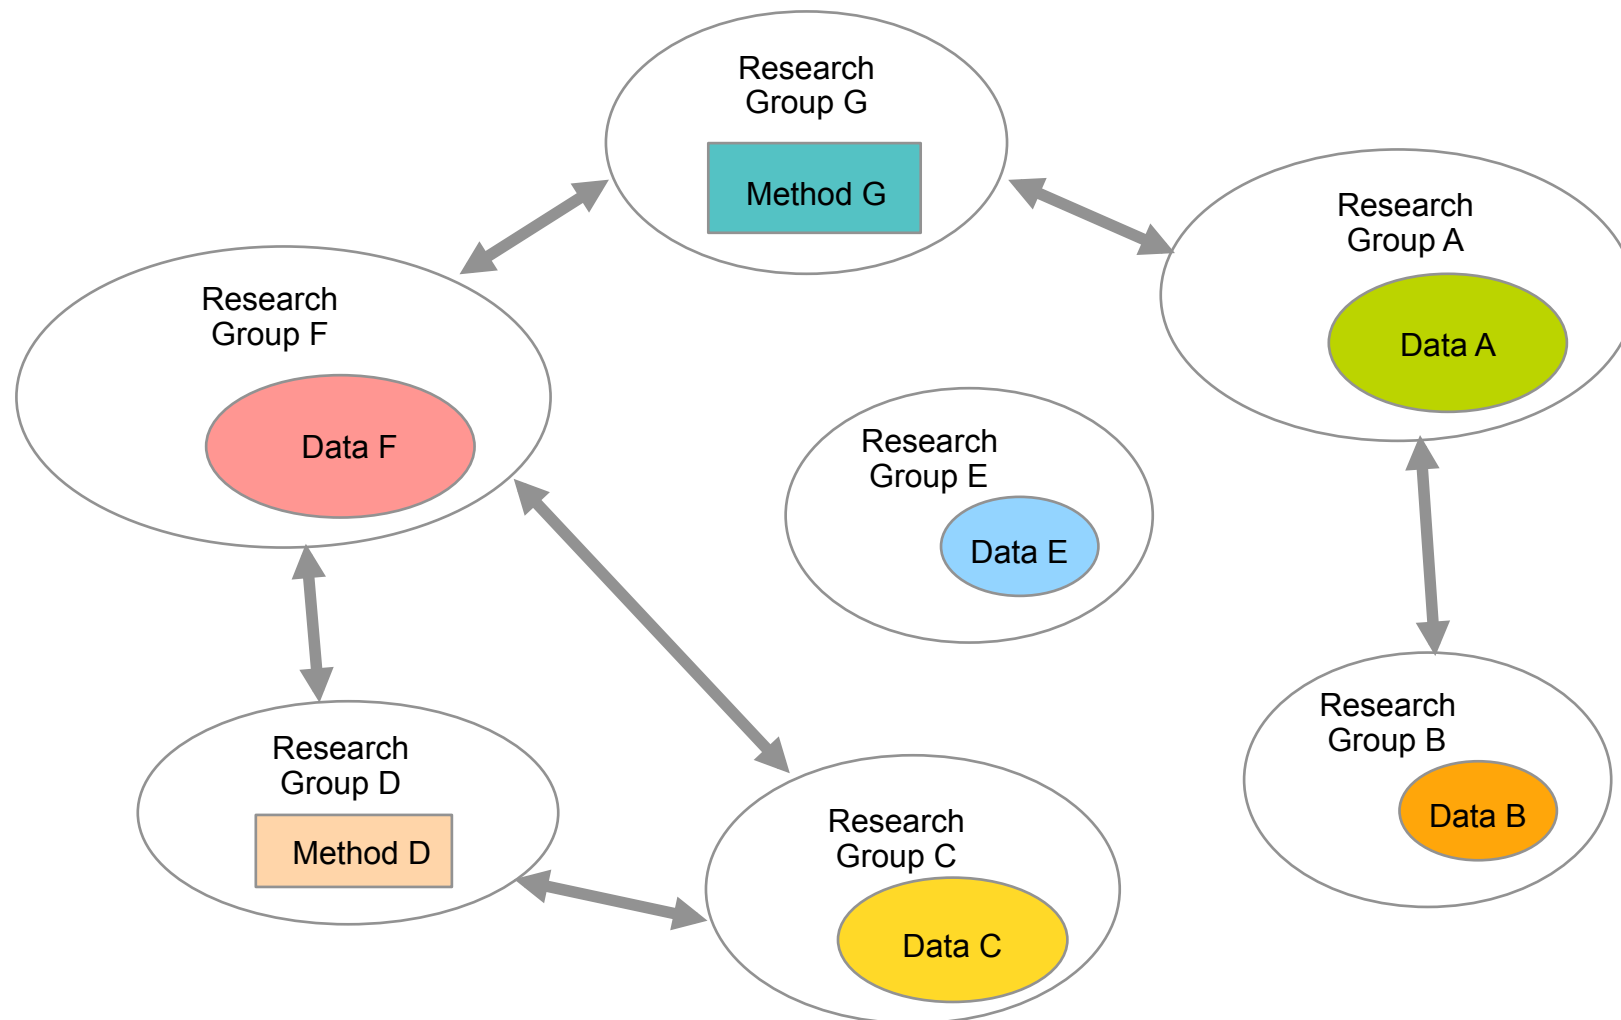 Research
Group G
Method G
Research
Group A
Data A
Research
Group F
Data F
Research
Group E
Data E
Research
Group B
Data B
Research
Group D
Method D
Research
Group C
Data C